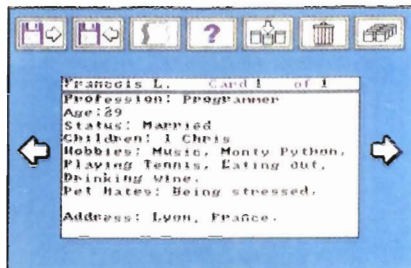 ?
Francois L. Card 1 of 1
Profession: Programmer
Age:29
Status: Married
Children: 1 Chris
Hobbies: Music, Monty Python,
Playing Tennis, Eating Out,
Drinking wine.
Pet Hates: Being stressed.
Address: Lyon, France.